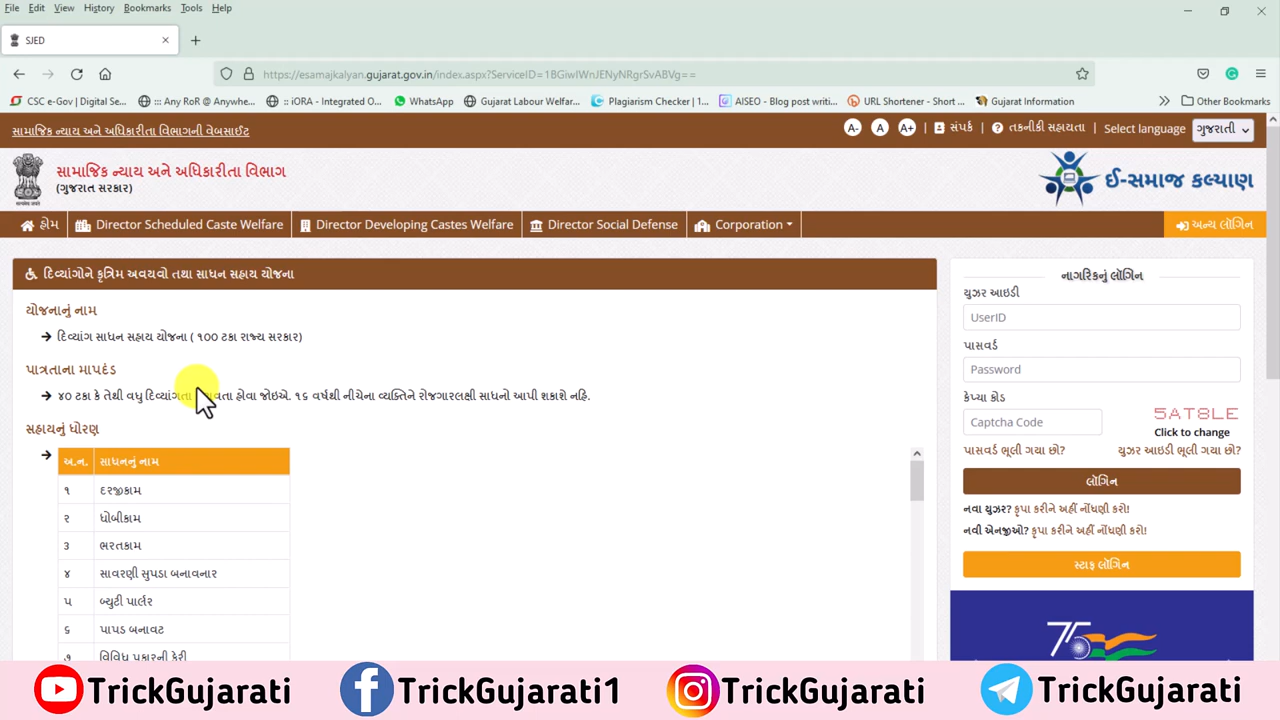 File Edit View History Bookmarks Tools Help
SJED
https://esamajkalyan.gujarat.gov.in/index.aspx?ServiceID=1BGiwIWnJENyNRgrSvABVg==
CSC e-Gov | Digital Se... ::: Any RoR @ Anywhe... :: iORA - Integrated O... WhatsApp Gujarat Labour Welfar... Plagiarism Checker | 1... AISEO - Blog post writi... URL Shortener - Short ... Gujarat Information Other Bookmarks
સામાજિક ન્યાય અને અધિકારીતા વિભાગની વેબસાઈટ A- A A+ | સંપર્ક | તકનીકી સહાયતા | Select language ગુજરાતી
સામાજિક ન્યાય અને અધિકારીતા વિભાગ
(ગુજરાત સરકાર)
ઈ-સમાજ કલ્યાણ
હોમ Director Scheduled Caste Welfare Director Developing Castes Welfare Director Social Defense Corporation અન્ય લૉગિન
દિવ્યાંગોને કૃત્રિમ અવયવો તથા સાધન સહાય યોજના
યોજનાનું નામ
દિવ્યાંગ સાધન સહાય યોજના ( ૧૦૦ ટકા રાજ્ય સરકાર)
પાત્રતાના માપદંડ
૪૦ ટકા કે તેથી વધુ દિવ્યાંગતા હોવા જોઇએ. ૧૬ વર્ષથી નીચેના વ્યક્તિને રોજગારલક્ષી સાધનો આપી શકાશે નહિ.
સહાયનું ધોરણ
અ.ન. સાધનનું નામ
૧ દરજીકામ
૨ ધોબીકામ
૩ ભરતકામ
૪ સાવરણી સુપડા બનાવનાર
૫ બ્યુટી પાર્લર
૬ પાપડ બનાવટ
૭ વિવિધ પ્રકારની ફેરી
નાગરિકનું લૉગિન
યુઝર આઇડી
UserID
પાસવર્ડ
Password
કેપ્ચા કોડ
Captcha Code
5AT8LE
Click to change
પાસવર્ડ ભૂલી ગયા છો? યુઝર આઇડી ભૂલી ગયા છો?
લૉગિન
નવા યુઝર? કૃપા કરીને અહીં નોંધણી કરો!
નવી એનજીઓ? કૃપા કરીને અહીં નોંધણી કરો!
સ્ટાફ લૉગિન
75
TrickGujarati TrickGujarati1 TrickGujarati TrickGujarati